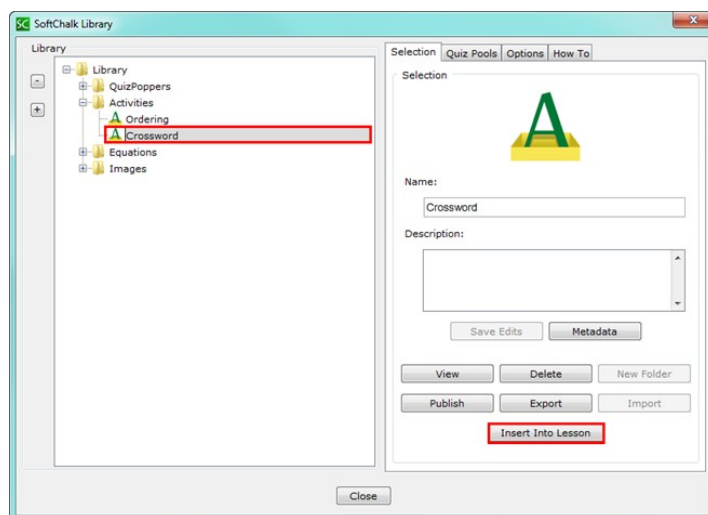 SC SoftChalk Library
x
Library
-
+
Library
QuizPoppers
Activities
A Ordering
A Crossword
Equations
Images
Selection Quiz Pools Options How To
Selection
A
Name:
Crossword
Description:
Save Edits Metadata
View Delete New Folder
Publish Export Import
Insert Into Lesson
Close